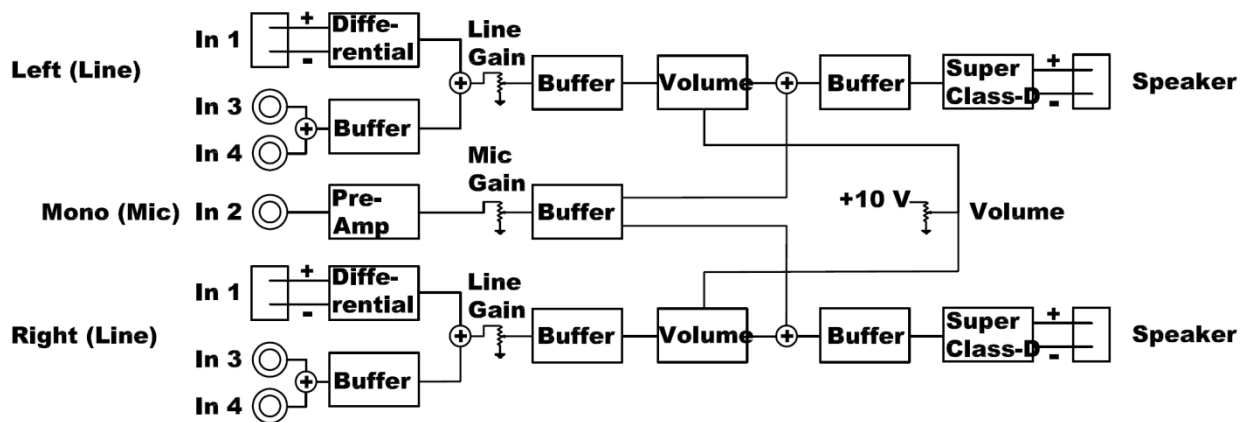 In 1
+
-
Diffe-
rential
Left (Line)
In 3
In 4
+
Buffer
+
Line
Gain
Buffer
Volume
+
Buffer
Super
Class-D
+
-
Speaker
Mono (Mic)
In 2
Pre-
Amp
Mic
Gain
Buffer
+10 V
Volume
In 1
+
-
Diffe-
rential
Right (Line)
In 3
In 4
+
Buffer
+
Line
Gain
Buffer
Volume
+
Buffer
Super
Class-D
+
-
Speaker